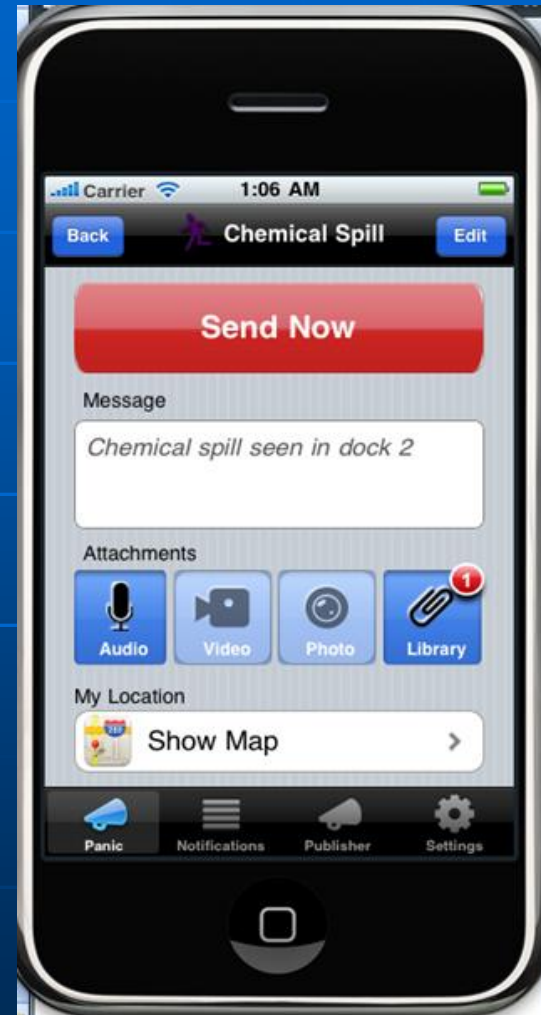 Carrier 1:06 AM
Back Chemical Spill Edit
Send Now
Message
Chemical spill seen in dock 2
Attachments
1
Audio Video Photo Library
My Location
Show Map
Panic Notifications Publisher Settings